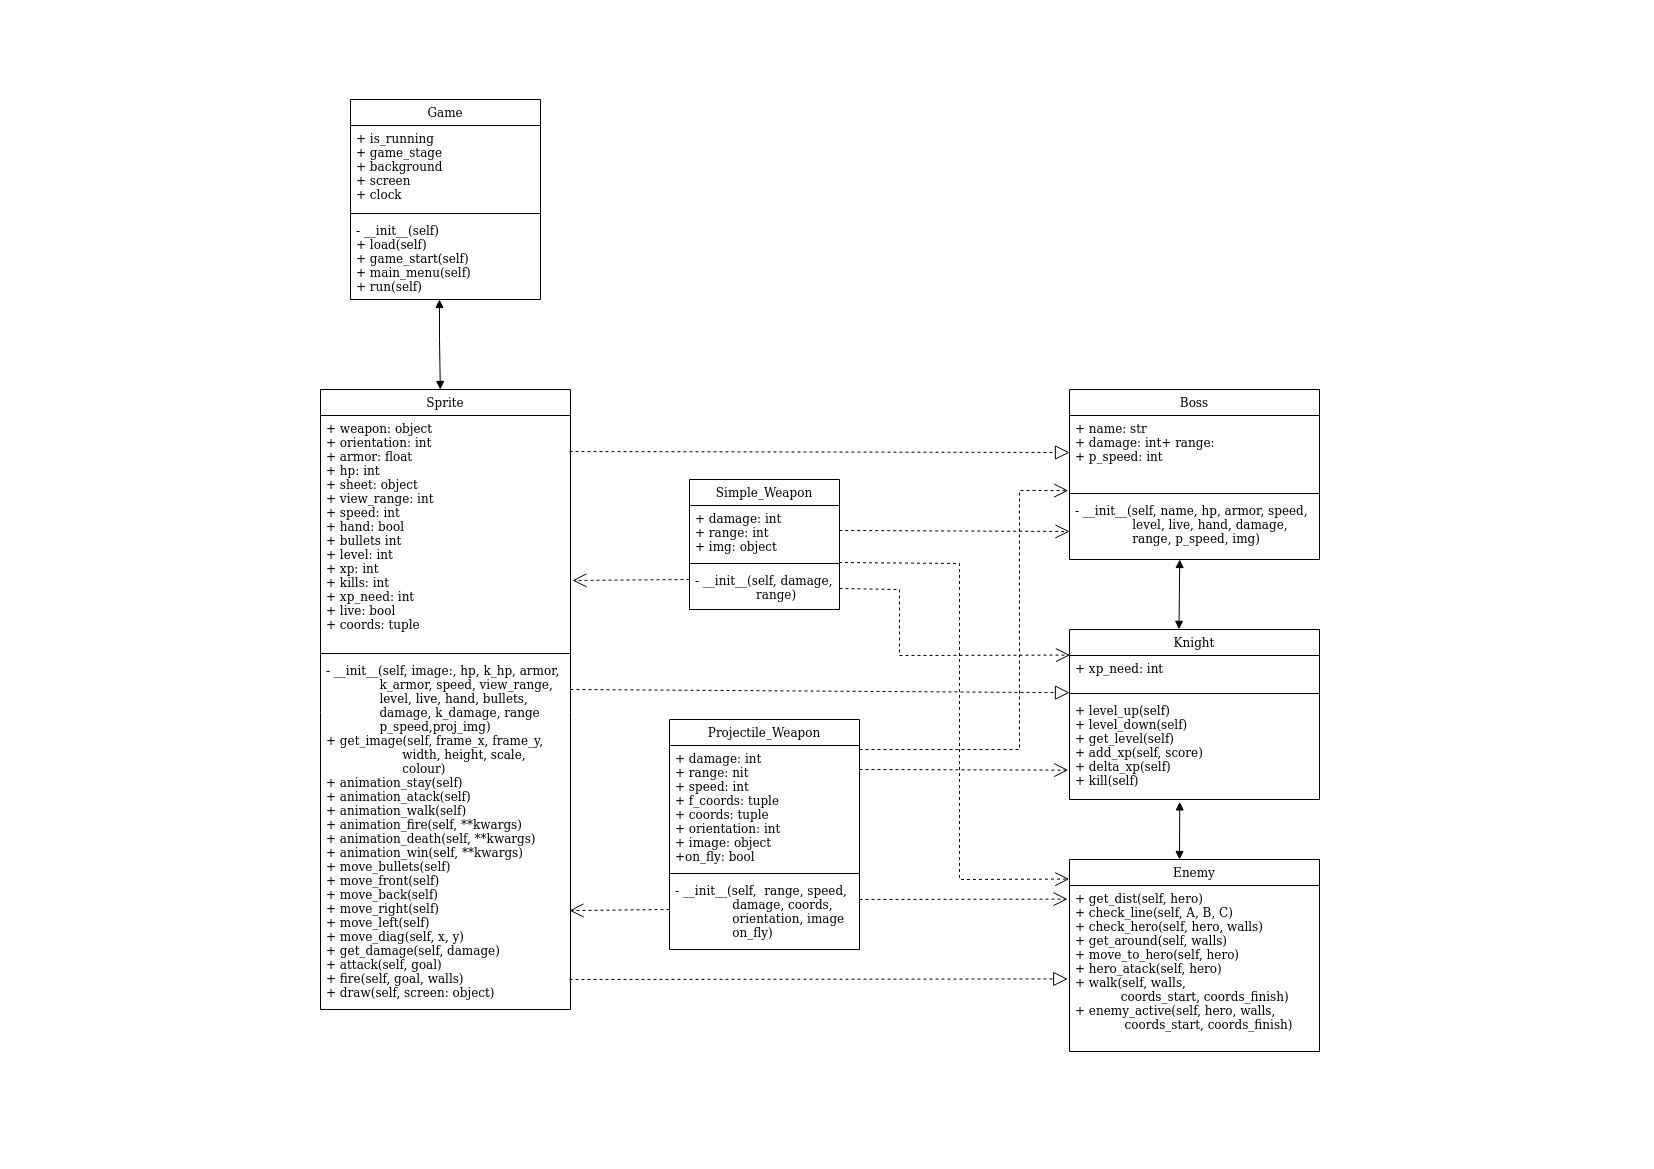 Game
+ is_running
+ game_stage
+ background
+ screen
+ clock
- __init__(self)
+ load(self)
+ game_start(self)
+ main_menu(self)
+ run(self)
Sprite
+ weapon: object
+ orientation: int
+ armor: float
+ hp: int
+ sheet: object
+ view_range: int
+ speed: int
+ hand: bool
+ bullets int
+ level: int
+ xp: int
+ kills: int
+ xp_need: int
+ live: bool
+ coords: tuple
- __init__(self, image:, hp, k_hp, armor,
k_armor, speed, view_range,
level, live, hand, bullets,
damage, k_damage, range
p_speed,proj_img)
+ get_image(self, frame_x, frame_y,
width, height, scale,
colour)
+ animation_stay(self)
+ animation_atack(self)
+ animation_walk(self)
+ animation_fire(self, **kwargs)
+ animation_death(self, **kwargs)
+ animation_win(self, **kwargs)
+ move_bullets(self)
+ move_front(self)
+ move_back(self)
+ move_right(self)
+ move_left(self)
+ move_diag(self, x, y)
+ get_damage(self, damage)
+ attack(self, goal)
+ fire(self, goal, walls)
+ draw(self, screen: object)
Simple_Weapon
+ damage: int
+ range: int
+ img: object
- __init__(self, damage,
range)
Projectile_Weapon
+ damage: int
+ range: nit
+ speed: int
+ f_coords: tuple
+ coords: tuple
+ orientation: int
+ image: object
+on_fly: bool
- __init__(self,  range, speed,
damage, coords,
orientation, image
on_fly)
Boss
+ name: str
+ damage: int+ range:
+ p_speed: int
- __init__(self, name, hp, armor, speed,
level, live, hand, damage,
range, p_speed, img)
Knight
+ xp_need: int
+ level_up(self)
+ level_down(self)
+ get_level(self)
+ add_xp(self, score)
+ delta_xp(self)
+ kill(self)
Enemy
+ get_dist(self, hero)
+ check_line(self, A, B, C)
+ check_hero(self, hero, walls)
+ get_around(self, walls)
+ move_to_hero(self, hero)
+ hero_atack(self, hero)
+ walk(self, walls,
coords_start, coords_finish)
+ enemy_active(self, hero, walls,
coords_start, coords_finish)